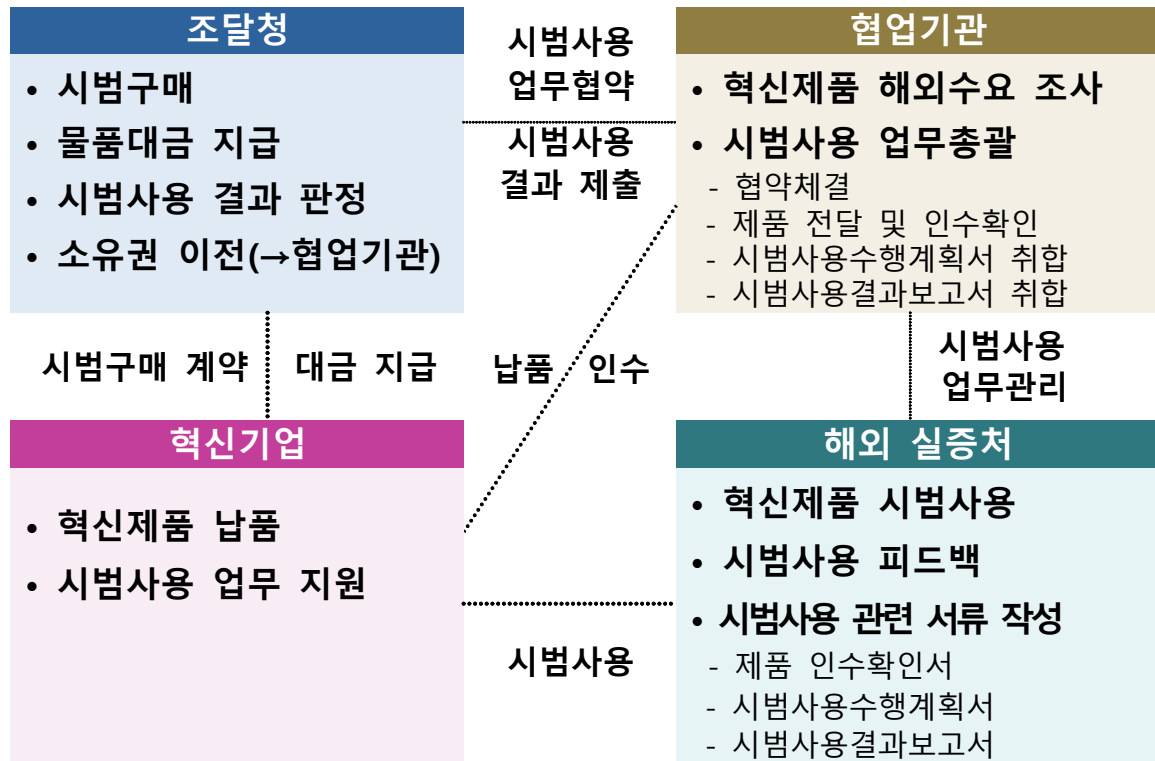 조달청
• 시범구매
• 물품대금 지급
• 시범사용 결과 판정
• 소유권 이전(→협업기관)
시범사용
업무협약
시범사용
결과 제출
협업기관
• 혁신제품 해외수요 조사
• 시범사용 업무총괄
- 협약체결
- 제품 전달 및 인수확인
- 시범사용수행계획서 취합
- 시범사용결과보고서 취합
시범구매 계약
대금 지급
납품
인수
시범사용
업무관리
혁신기업
• 혁신제품 납품
• 시범사용 업무 지원
시범사용
해외 실증처
• 혁신제품 시범사용
• 시범사용 피드백
• 시범사용 관련 서류 작성
- 제품 인수확인서
- 시범사용수행계획서
- 시범사용결과보고서